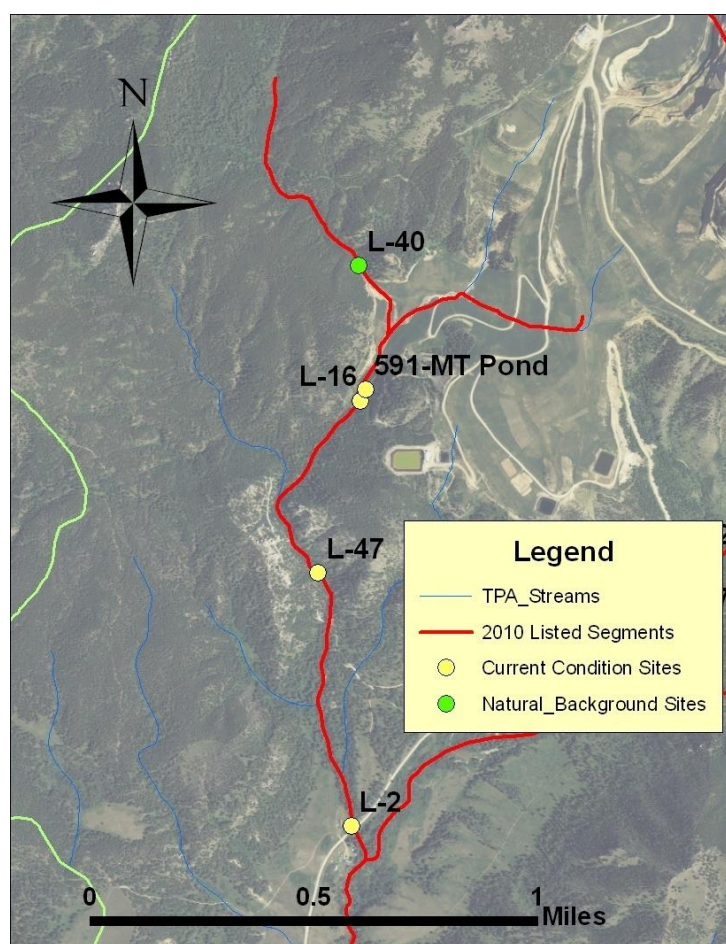 N
L-40
591-MT Pond
L-16
L-47
Legend
TPA_Streams
2010 Listed Segments
Current Condition Sites
Natural_Background Sites
L-2
0 0.5 1
Miles